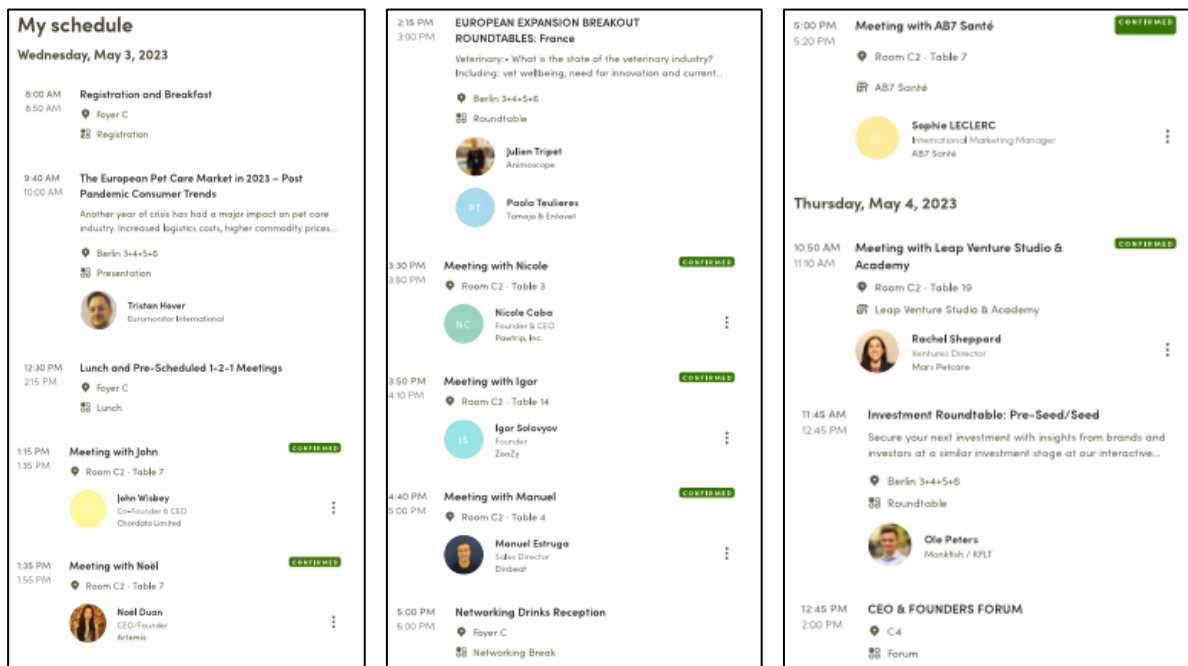 My schedule
Wednesday, May 3, 2023
8:00 AM
8:50 AM
Registration and Breakfast
Foyer C
Registration
9:40 AM
10:00 AM
The European Pet Care Market in 2023 – Post
Pandemic Consumer Trends
Another year of crisis has had a major impact on pet care
industry. Increased logistics costs, higher commodity prices...
Berlin 3+4+5+6
Presentation
Tristan Hover
Euromonitor International
12:30 PM
2:15 PM
Lunch and Pre-Scheduled 1-2-1 Meetings
Foyer C
Lunch
1:15 PM
1:35 PM
Meeting with John
CONFIRMED
Room C2 · Table 7
JW
John Wisbey
Co-Founder & CEO
Chordata Limited
1:35 PM
1:55 PM
Meeting with Noël
CONFIRMED
Room C2 · Table 7
Noël Duan
CEO/Founder
Artemis
2:15 PM
3:00 PM
EUROPEAN EXPANSION BREAKOUT
ROUNDTABLES: France
Veterinary:• What is the state of the veterinary industry?
Including: vet wellbeing, need for innovation and current...
Berlin 3+4+5+6
Roundtable
Julien Tripet
Animoscope
PT
Paola Teulieres
Tomojo & Entovet
3:30 PM
3:50 PM
Meeting with Nicole
CONFIRMED
Room C2 · Table 3
NC
Nicole Caba
Founder & CEO
Pawtrip, Inc.
3:50 PM
4:10 PM
Meeting with Igor
CONFIRMED
Room C2 · Table 14
IS
Igor Solovyov
Founder
ZooZy
4:40 PM
5:00 PM
Meeting with Manuel
CONFIRMED
Room C2 · Table 4
Manuel Estruga
Sales Director
Dinbeat
5:00 PM
6:00 PM
Networking Drinks Reception
Foyer C
Networking Break
5:00 PM
5:20 PM
Meeting with AB7 Santé
CONFIRMED
Room C2 · Table 7
AB7 Santé
SL
Sophie LECLERC
International Marketing Manager
AB7 Santé
Thursday, May 4, 2023
10:50 AM
11:10 AM
Meeting with Leap Venture Studio &
Academy
CONFIRMED
Room C2 · Table 19
Leap Venture Studio & Academy
Rachel Sheppard
Ventures Director
Mars Petcare
11:45 AM
12:45 PM
Investment Roundtable: Pre-Seed/Seed
Secure your next investment with insights from brands and
investors at a similar investment stage at our interactive...
Berlin 3+4+5+6
Roundtable
Ole Peters
Monkfish / KFLT
12:45 PM
2:00 PM
CEO & FOUNDERS FORUM
C4
Forum